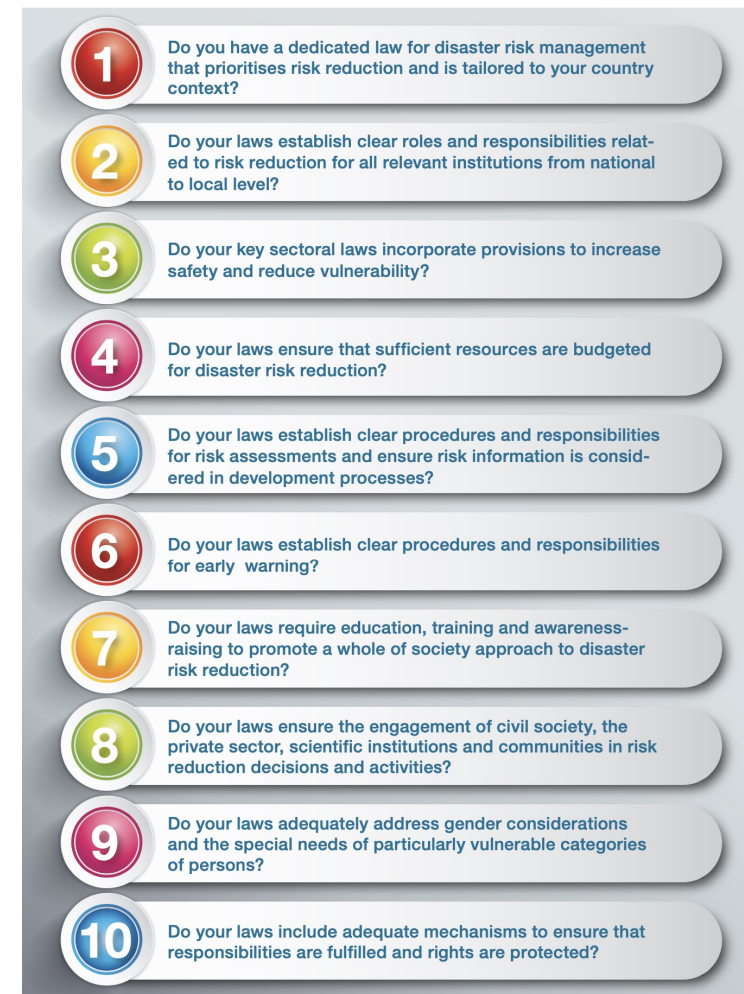 1
Do you have a dedicated law for disaster risk management
that prioritises risk reduction and is tailored to your country
context?
2
Do your laws establish clear roles and responsibilities relat-
ed to risk reduction for all relevant institutions from national
to local level?
3
Do your key sectoral laws incorporate provisions to increase
safety and reduce vulnerability?
4
Do your laws ensure that sufficient resources are budgeted
for disaster risk reduction?
5
Do your laws establish clear procedures and responsibilities
for risk assessments and ensure risk information is consid-
ered in development processes?
6
Do your laws establish clear procedures and responsibilities
for early  warning?
7
Do your laws require education, training and awareness-
raising to promote a whole of society approach to disaster
risk reduction?
8
Do your laws ensure the engagement of civil society, the
private sector, scientific institutions and communities in risk
reduction decisions and activities?
9
Do your laws adequately address gender considerations
and the special needs of particularly vulnerable categories
of persons?
10
Do your laws include adequate mechanisms to ensure that
responsibilities are fulfilled and rights are protected?